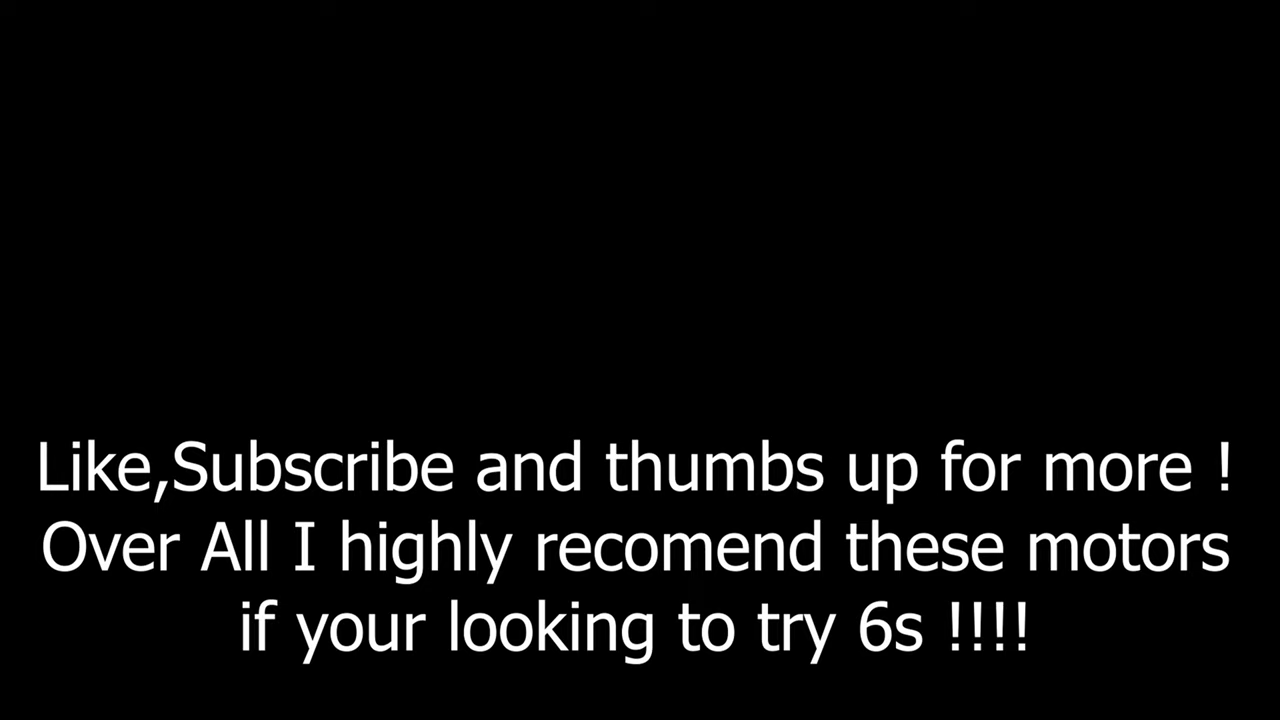 Like,Subscribe and thumbs up for more !
Over All I highly recomend these motors
if your looking to try 6s !!!!